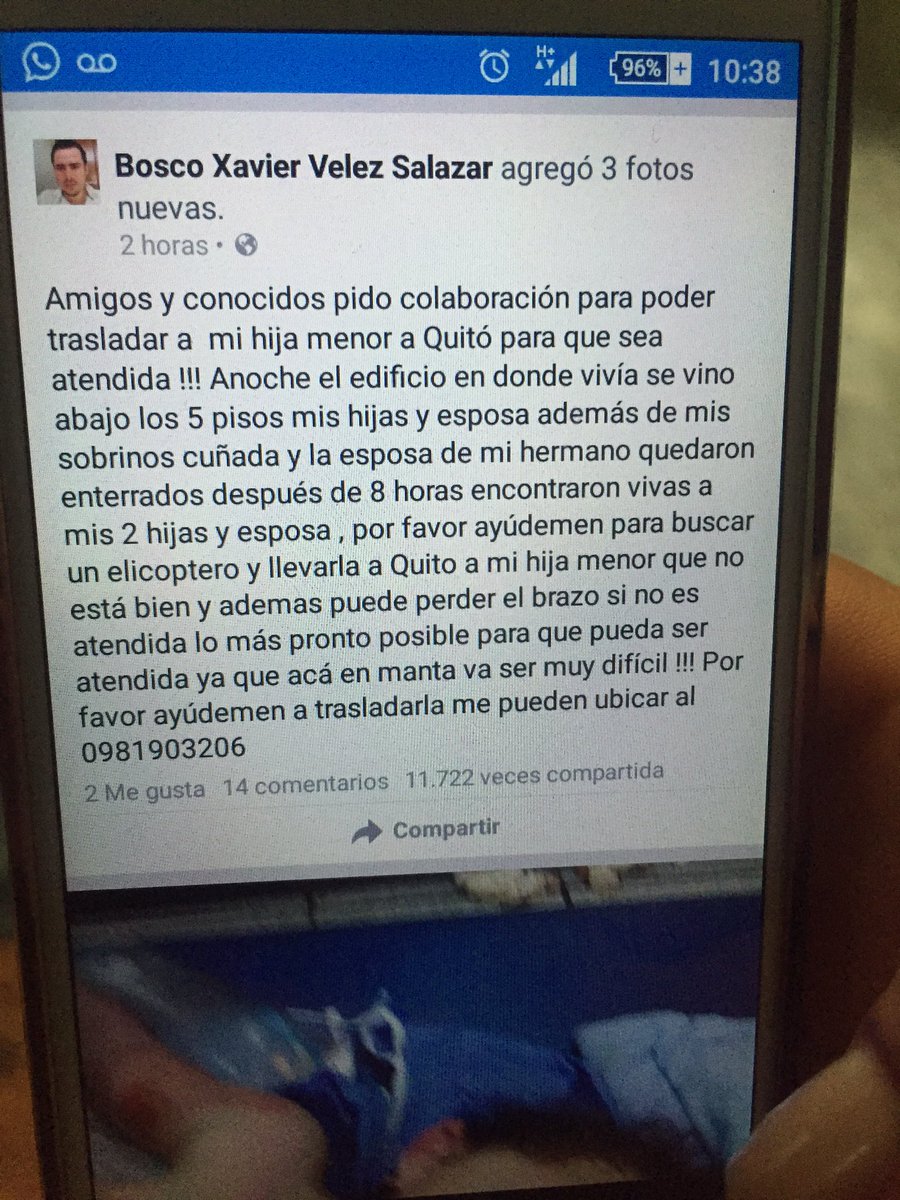 H+
96%
10:38
Bosco Xavier Velez Salazar agregó 3 fotos
nuevas.
2 horas •
Amigos y conocidos pido colaboración para poder
trasladar a mi hija menor a Quitó para que sea
atendida !!! Anoche el edificio en donde vivía se vino
abajo los 5 pisos mis hijas y esposa además de mis
sobrinos cuñada y la esposa de mi hermano quedaron
enterrados después de 8 horas encontraron vivas a
mis 2 hijas y esposa , por favor ayúdemen para buscar
un elicoptero y llevarla a Quito a mi hija menor que no
está bien y ademas puede perder el brazo si no es
atendida lo más pronto posible para que pueda ser
atendida ya que acá en manta va ser muy difícil !!! Por
favor ayúdemen a trasladarla me pueden ubicar al
0981903206
2 Me gusta 14 comentarios 11.722 veces compartida
Compartir